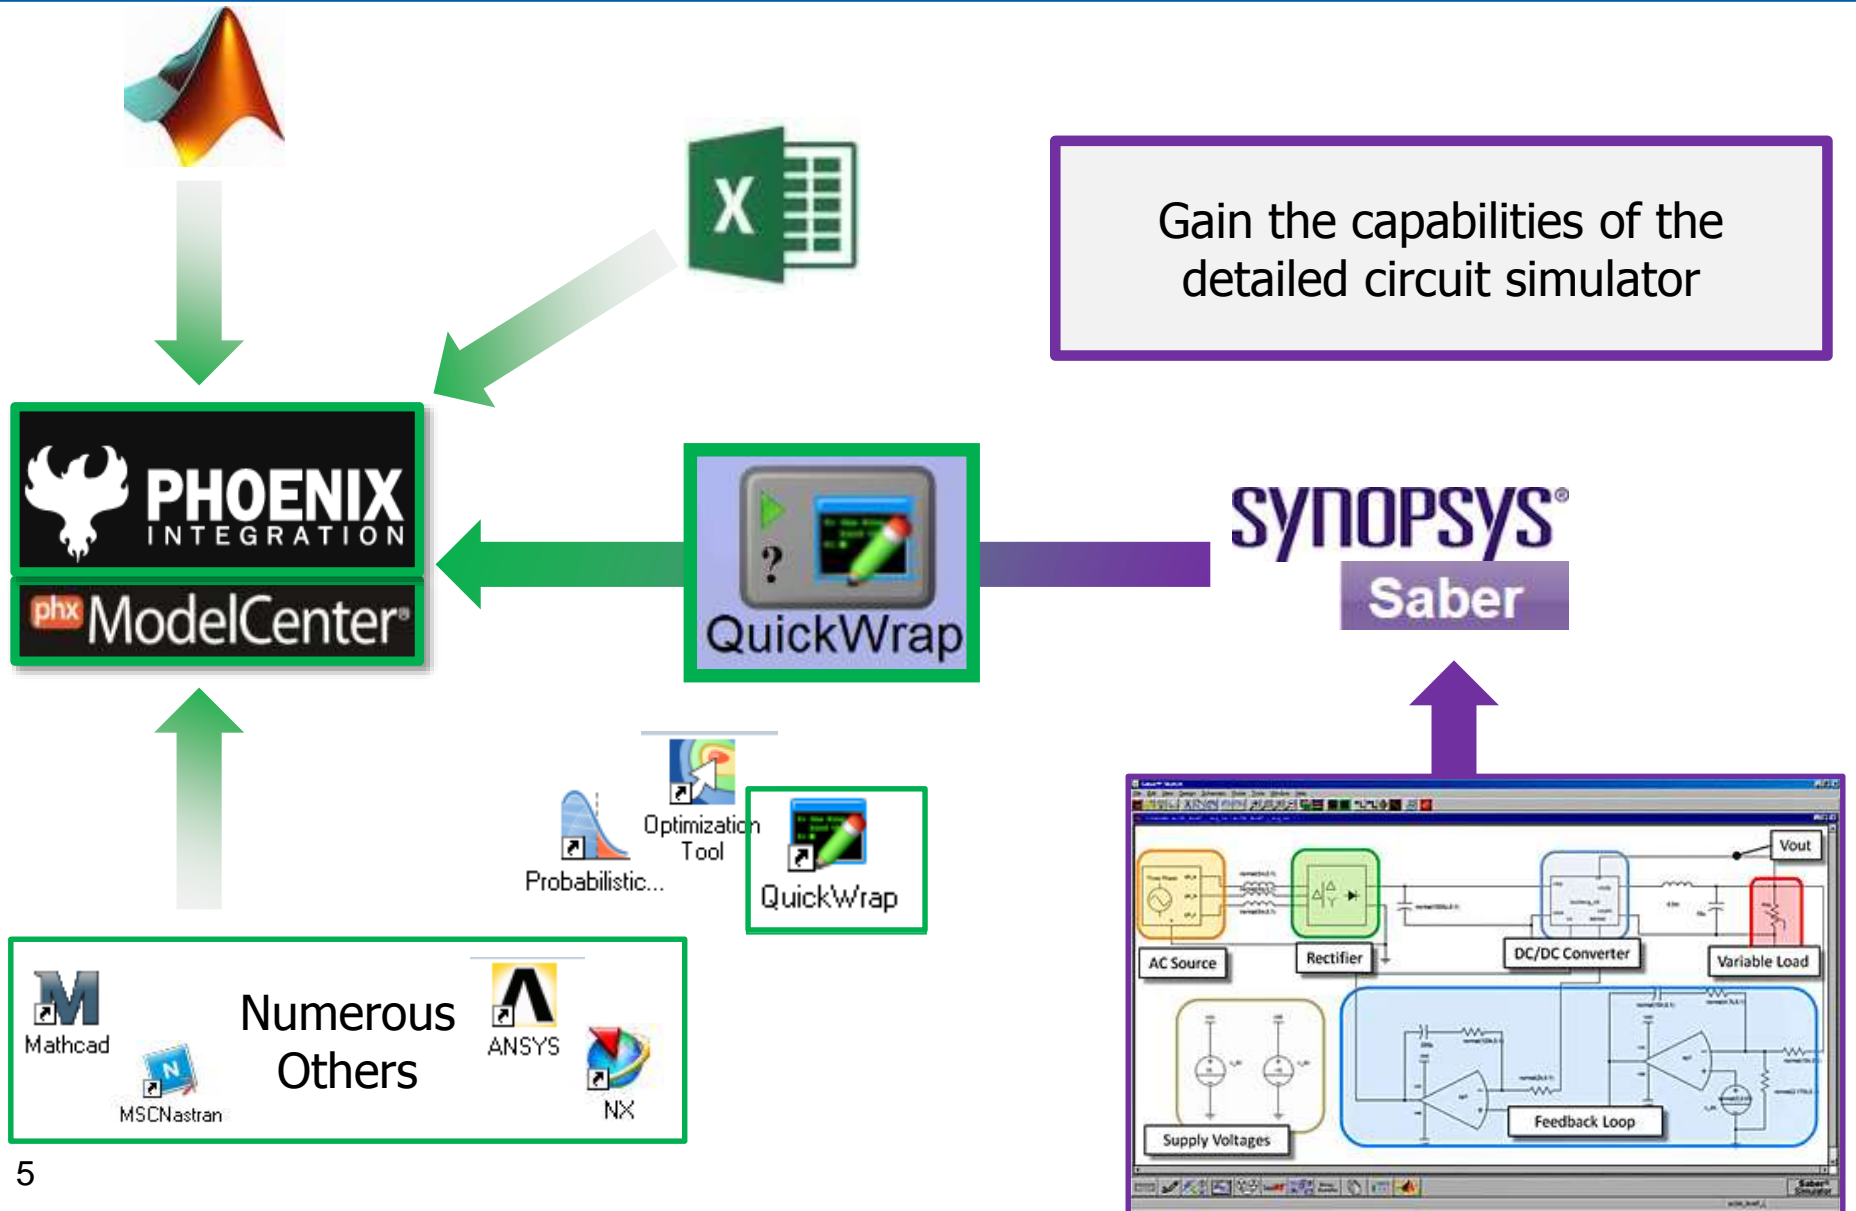 X
Gain the capabilities of the
detailed circuit simulator
PHOENIX
INTEGRATION
phx ModelCenter®
?
QuickWrap
SYNOPSYS®
Saber
Optimization
Tool
Probabilistic...
QuickWrap
Numerous
Others
Mathcad
N
MSCNastran
ANSYS
NX
Vout
AC Source
Rectifier
DC/DC Converter
Variable Load
Supply Voltages
Feedback Loop
Saber®
Simulator
5